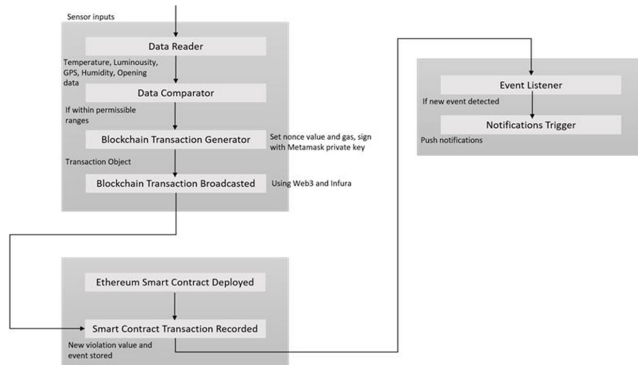 Sensor inputs
Data Reader
Temperature, Luminousity,
GPS, Humidity, Opening
data
Data Comparator
If within permissible
ranges
Blockchain Transaction Generator
Set nonce value and gas, sign
with Metamask private key
Transaction Object
Blockchain Transaction Broadcasted
Using Web3 and Infura
Ethereum Smart Contract Deployed
Smart Contract Transaction Recorded
New violation value and
event stored
Event Listener
If new event detected
Notifications Trigger
Push notifications